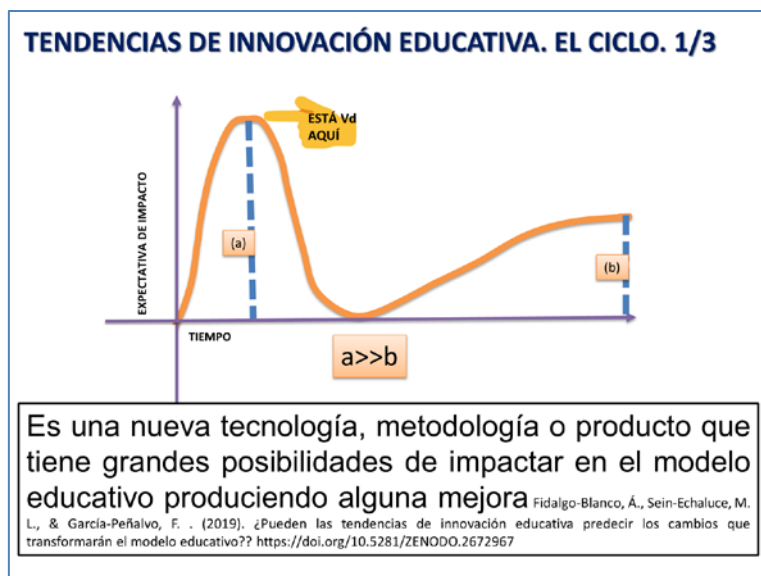 TENDENCIAS DE INNOVACIÓN EDUCATIVA. EL CICLO. 1/3
ESTÁ Vd
AQUÍ
EXPECTATIVA DE IMPACTO
(a)
(b)
TIEMPO
a>>b
Es una nueva tecnología, metodología o producto que
tiene grandes posibilidades de impactar en el modelo
educativo produciendo alguna mejora Fidalgo-Blanco, Á., Sein-Echaluce, M.
L., & García-Peñalvo, F. . (2019). ¿Pueden las tendencias de innovación educativa predecir los cambios que
transformarán el modelo educativo?? https://doi.org/10.5281/ZENODO.2672967